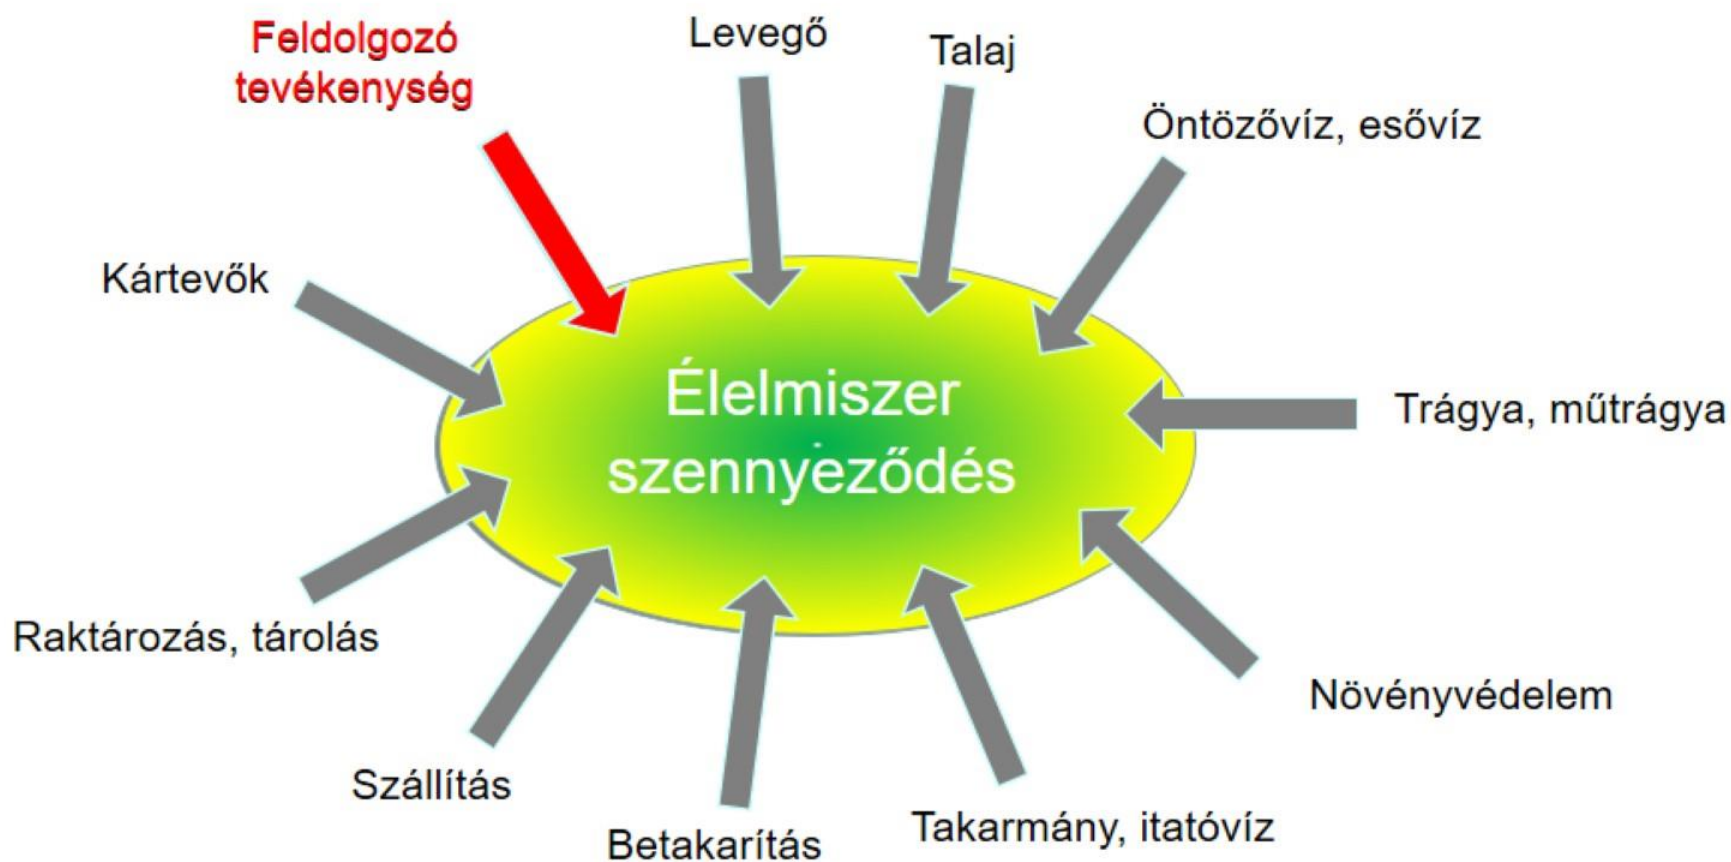 Feldolgozó
tevékenység
Levegő
Talaj
Öntözővíz, esővíz
Kártevők
Élelmiszer
szennyeződés
Trágya, műtrágya
Raktározás, tárolás
Növényvédelem
Szállítás
Betakarítás
Takarmány, itatóvíz